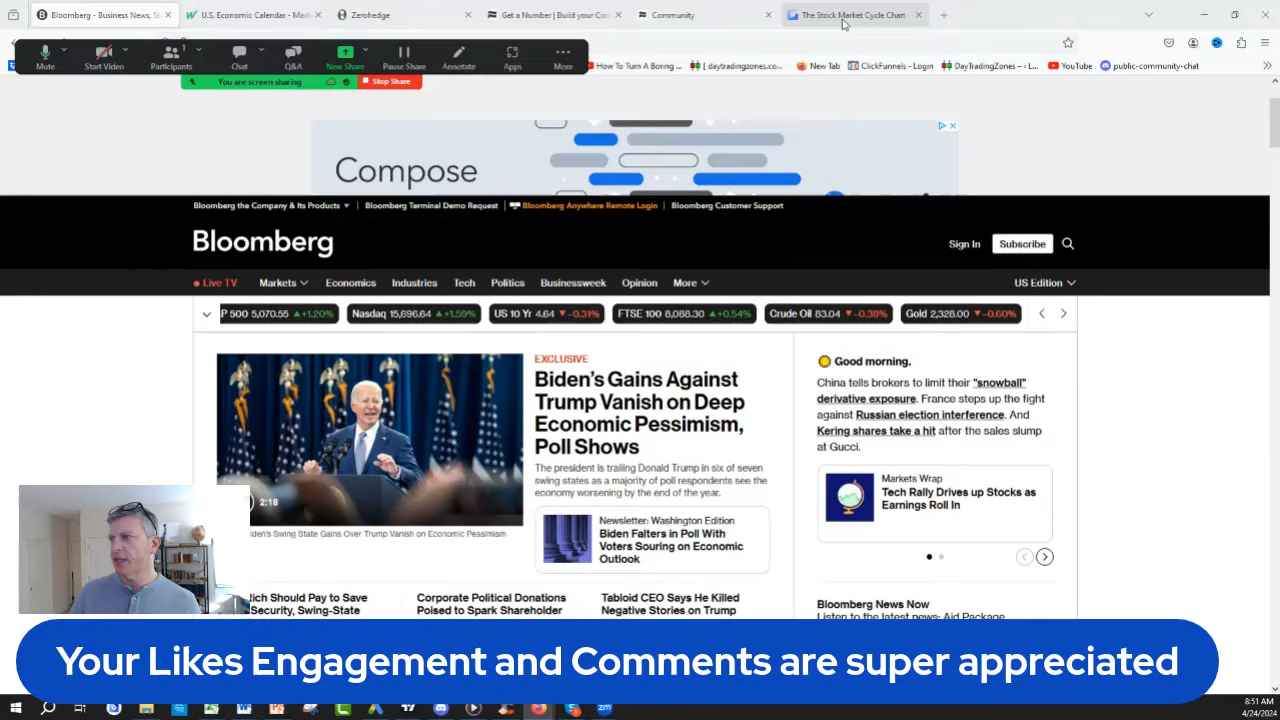 Bloomberg - Business News, St
U.S. Economic Calendar - Mark
Zerohedge
Get a Number | Build your Con
Community
The Stock Market Cycle Chart -
Mute
Start Video
Participants
1
Chat
Q&A
New Share
Pause Share
Annotate
Apps
More
How To Turn A Boring ...
[ daytradingzones.co...
New Tab
ClickFunnels - Login
DayTradingZones – ‹ L...
YouTube
public-community-chat
You are screen sharing
Stop Share
Compose
Bloomberg the Company & Its Products
Bloomberg Terminal Demo Request
Bloomberg Anywhere Remote Login
Bloomberg Customer Support
Bloomberg
Sign In
Subscribe
Live TV
Markets
Economics
Industries
Tech
Politics
Businessweek
Opinion
More
US Edition
P 500 5,070.55 ▲+1.20%
Nasdaq 15,696.64 ▲+1.59%
US 10 Yr 4.64 ▼-0.31%
FTSE 100 8,088.30 ▲+0.54%
Crude Oil 83.04 ▼-0.38%
Gold 2,328.00 ▼-0.60%
EXCLUSIVE
Biden's Gains Against
Trump Vanish on Deep
Economic Pessimism,
Poll Shows
The president is trailing Donald Trump in six of seven
swing states as a majority of poll respondents see the
economy worsening by the end of the year.
2:18
iden's Swing State Gains Over Trump Vanish on Economic Pessimism
Newsletter: Washington Edition
Biden Falters in Poll With
Voters Souring on Economic
Outlook
Good morning.
China tells brokers to limit their "snowball"
derivative exposure. France steps up the fight
against Russian election interference. And
Kering shares take a hit after the sales slump
at Gucci.
Markets Wrap
Tech Rally Drives up Stocks as
Earnings Roll In
ich Should Pay to Save
Security, Swing-State
Corporate Political Donations
Poised to Spark Shareholder
Tabloid CEO Says He Killed
Negative Stories on Trump
Bloomberg News Now
Listen to the latest news: Aid Package
Your Likes Engagement and Comments are super appreciated
8:51 AM
4/24/2024